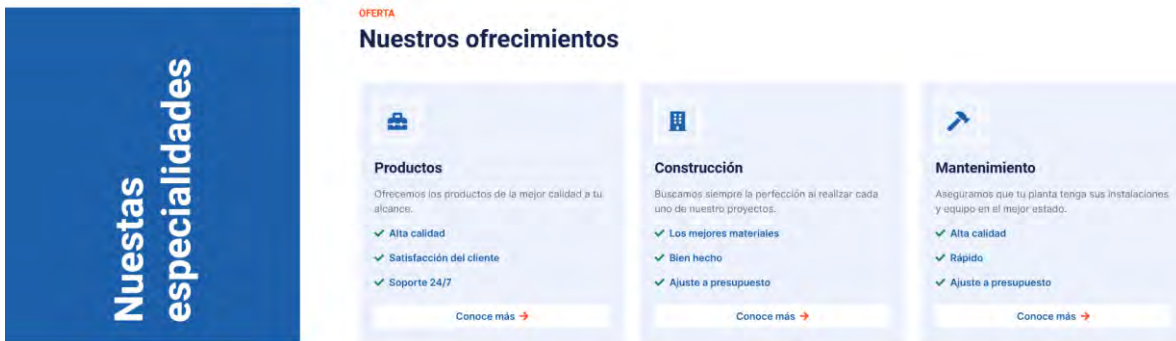 Nuestas
especialidades
OFERTA
Nuestros ofrecimientos
Productos
Ofrecemos los productos de la mejor calidad a tu
alcance.
✓ Alta calidad
✓ Satisfacción del cliente
✓ Soporte 24/7
Conoce más →
Construcción
Buscamos siempre la perfección al realizar cada
uno de nuestro proyectos.
✓ Los mejores materiales
✓ Bien hecho
✓ Ajuste a presupuesto
Conoce más →
Mantenimiento
Aseguramos que tu planta tenga sus instalaciones
y equipo en el mejor estado.
✓ Alta calidad
✓ Rápido
✓ Ajuste a presupuesto
Conoce más →